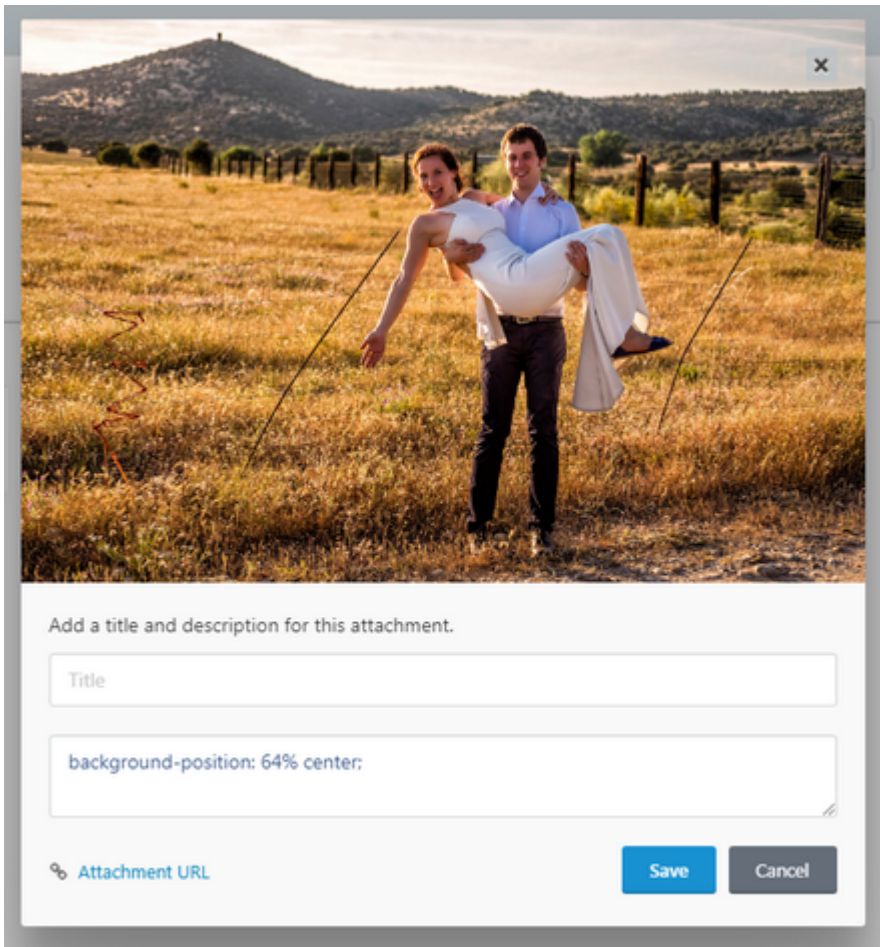 Add a title and description for this attachment.
Title
background-position: 64% center;
Attachment URL
Save
Cancel